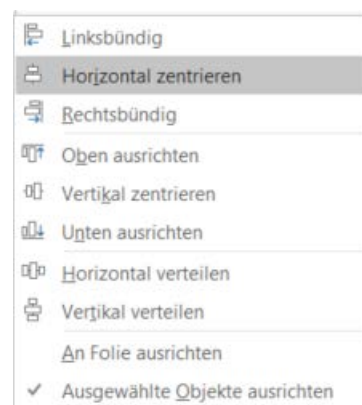 Linksbündig
Horizontal zentrieren
Rechtsbündig
Oben ausrichten
Vertikal zentrieren
Unten ausrichten
Horizontal verteilen
Vertikal verteilen
An Folie ausrichten
Ausgewählte Objekte ausrichten